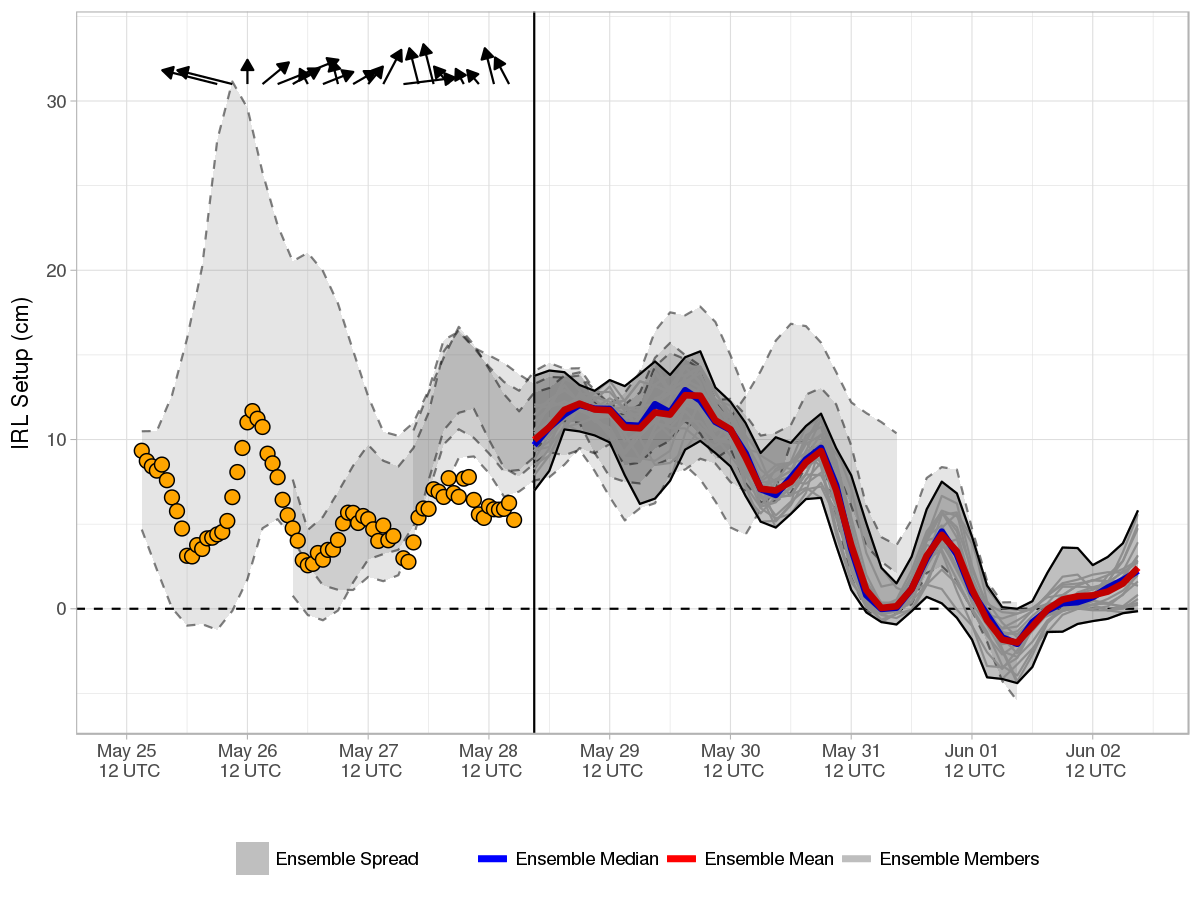 IRL Setup (cm)
30
20
10
0
May 25
12 UTC
May 26
12 UTC
May 27
12 UTC
May 28
12 UTC
May 29
12 UTC
May 30
12 UTC
May 31
12 UTC
Jun 01
12 UTC
Jun 02
12 UTC
Ensemble Spread
Ensemble Median
Ensemble Mean
Ensemble Members